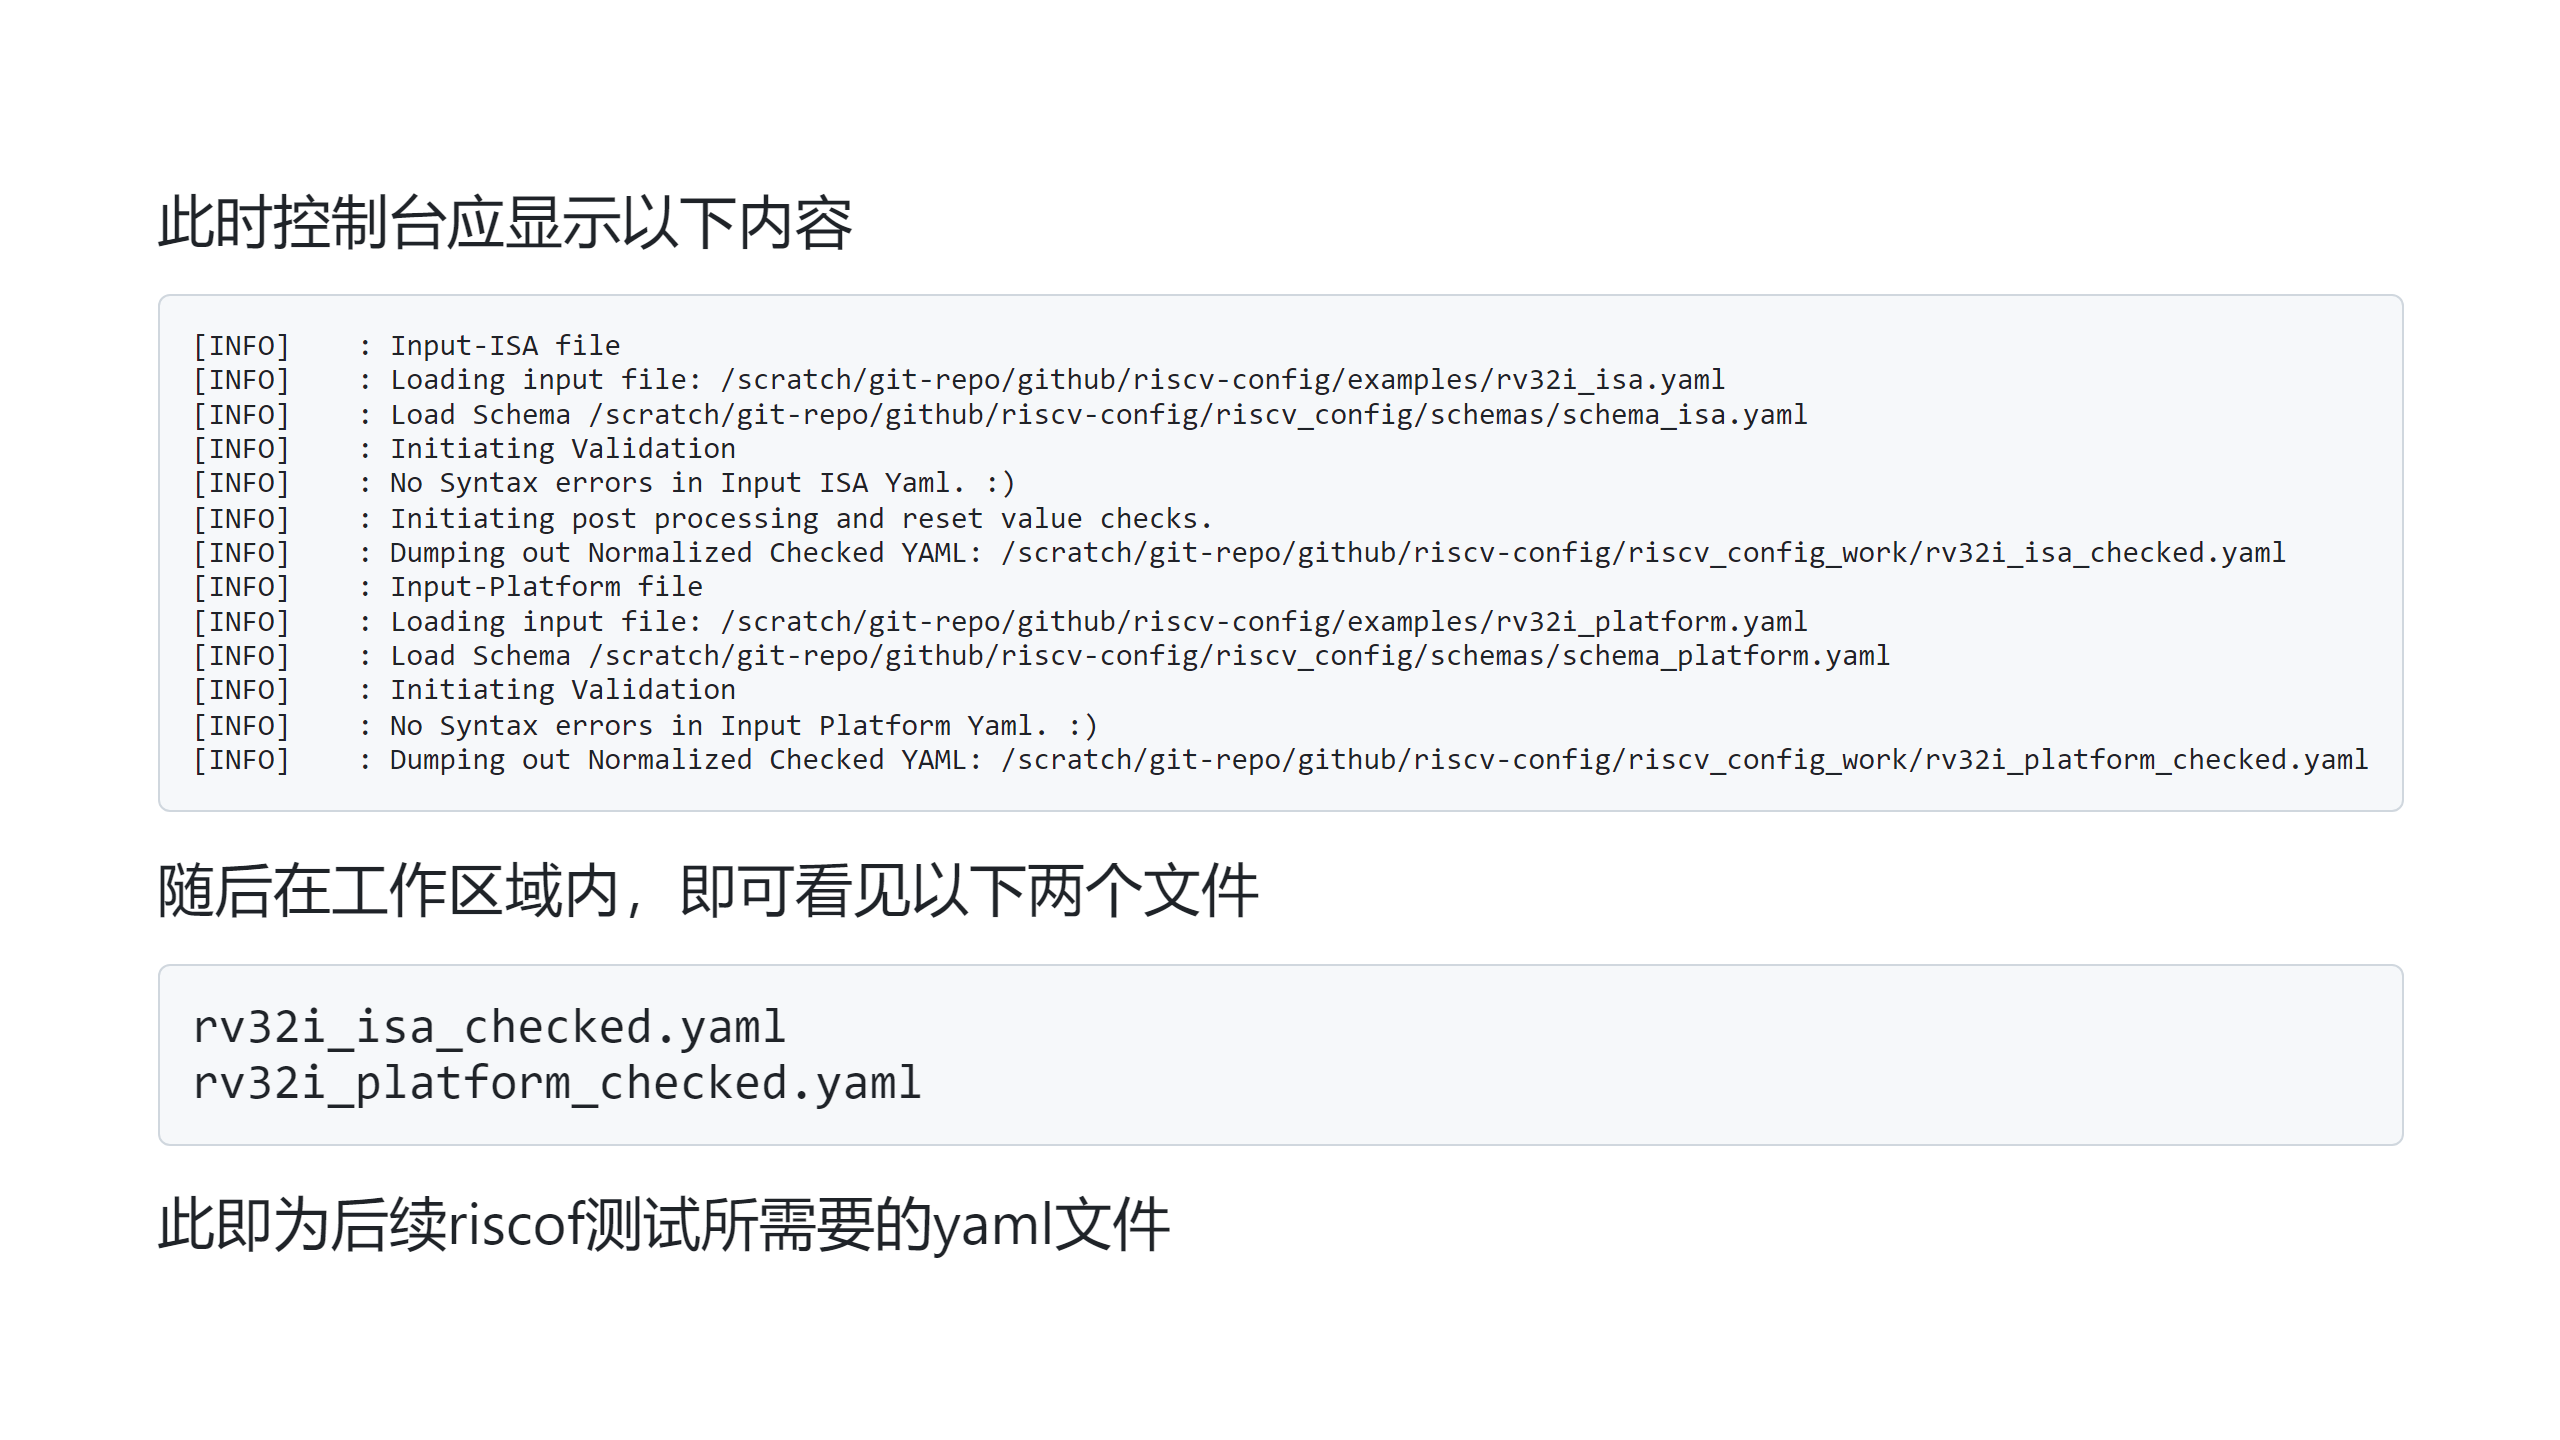 此时控制台应显示以下内容
[INFO]    : Input-ISA file
[INFO]    : Loading input file: /scratch/git-repo/github/riscv-config/examples/rv32i_isa.yaml
[INFO]    : Load Schema /scratch/git-repo/github/riscv-config/riscv_config/schemas/schema_isa.yaml
[INFO]    : Initiating Validation
[INFO]    : No Syntax errors in Input ISA Yaml. :)
[INFO]    : Initiating post processing and reset value checks.
[INFO]    : Dumping out Normalized Checked YAML: /scratch/git-repo/github/riscv-config/riscv_config_work/rv32i_isa_checked.yaml
[INFO]    : Input-Platform file
[INFO]    : Loading input file: /scratch/git-repo/github/riscv-config/examples/rv32i_platform.yaml
[INFO]    : Load Schema /scratch/git-repo/github/riscv-config/riscv_config/schemas/schema_platform.yaml
[INFO]    : Initiating Validation
[INFO]    : No Syntax errors in Input Platform Yaml. :)
[INFO]    : Dumping out Normalized Checked YAML: /scratch/git-repo/github/riscv-config/riscv_config_work/rv32i_platform_checked.yaml
随后在工作区域内，即可看见以下两个文件
rv32i_isa_checked.yaml
rv32i_platform_checked.yaml
此即为后续riscof测试所需要的yaml文件